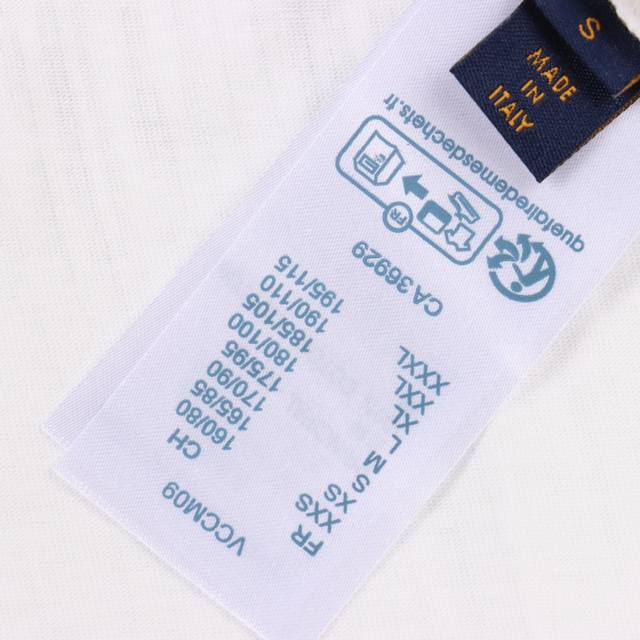 S
MADE
IN
ITALY
VCCM09
FR CH
XXS 160/80
XS 165/85
S 170/90
M 175/95
L 180/100
XL 185/105
XXL 190/110
XXXL 195/115
CA 36929
FR
quefairedemesdechets.fr